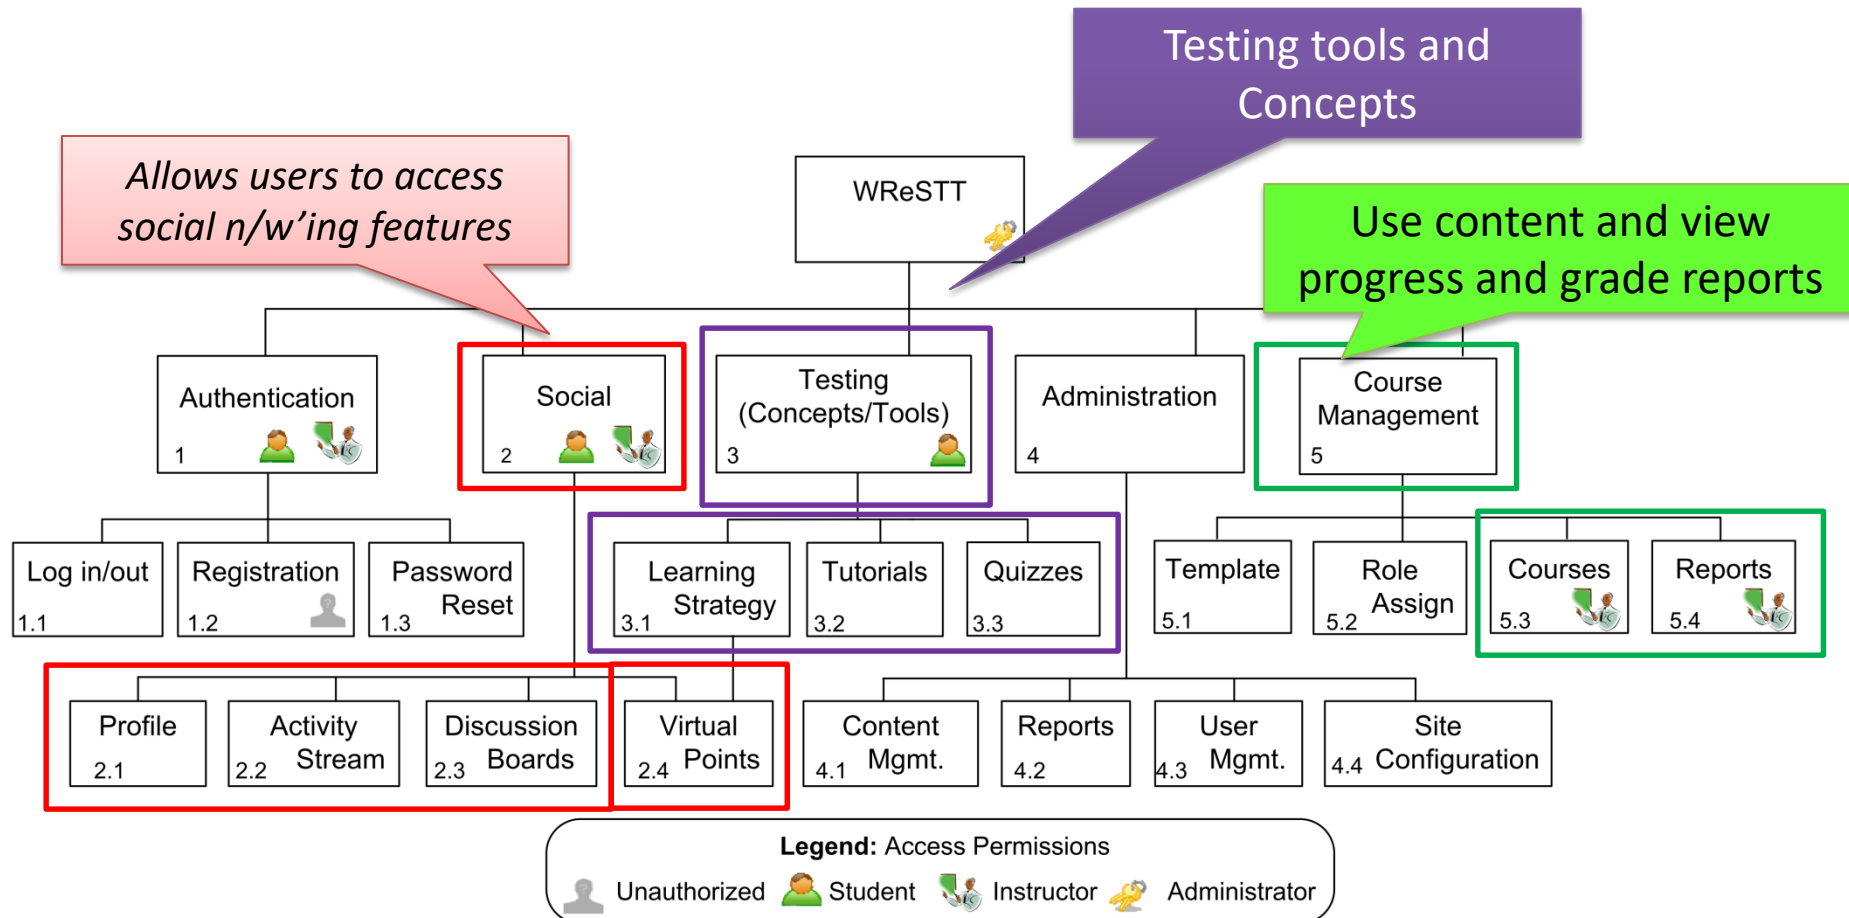 Testing tools and
Concepts
Allows users to access
social n/w’ing features
WReSTT
Use content and view
progress and grade reports
Authentication
1
Social
2
Testing
(Concepts/Tools)
3
Administration
4
Course
Management
5
Log in/out
1.1
Registration
1.2
Password
Reset
1.3
Learning
Strategy
3.1
Tutorials
3.2
Quizzes
3.3
Template
5.1
Role
Assign
5.2
Courses
5.3
Reports
5.4
Profile
2.1
Activity
Stream
2.2
Discussion
Boards
2.3
Virtual
Points
2.4
Content
Mgmt.
4.1
Reports
4.2
User
Mgmt.
4.3
Site
Configuration
4.4
Legend: Access Permissions
Unauthorized Student Instructor Administrator